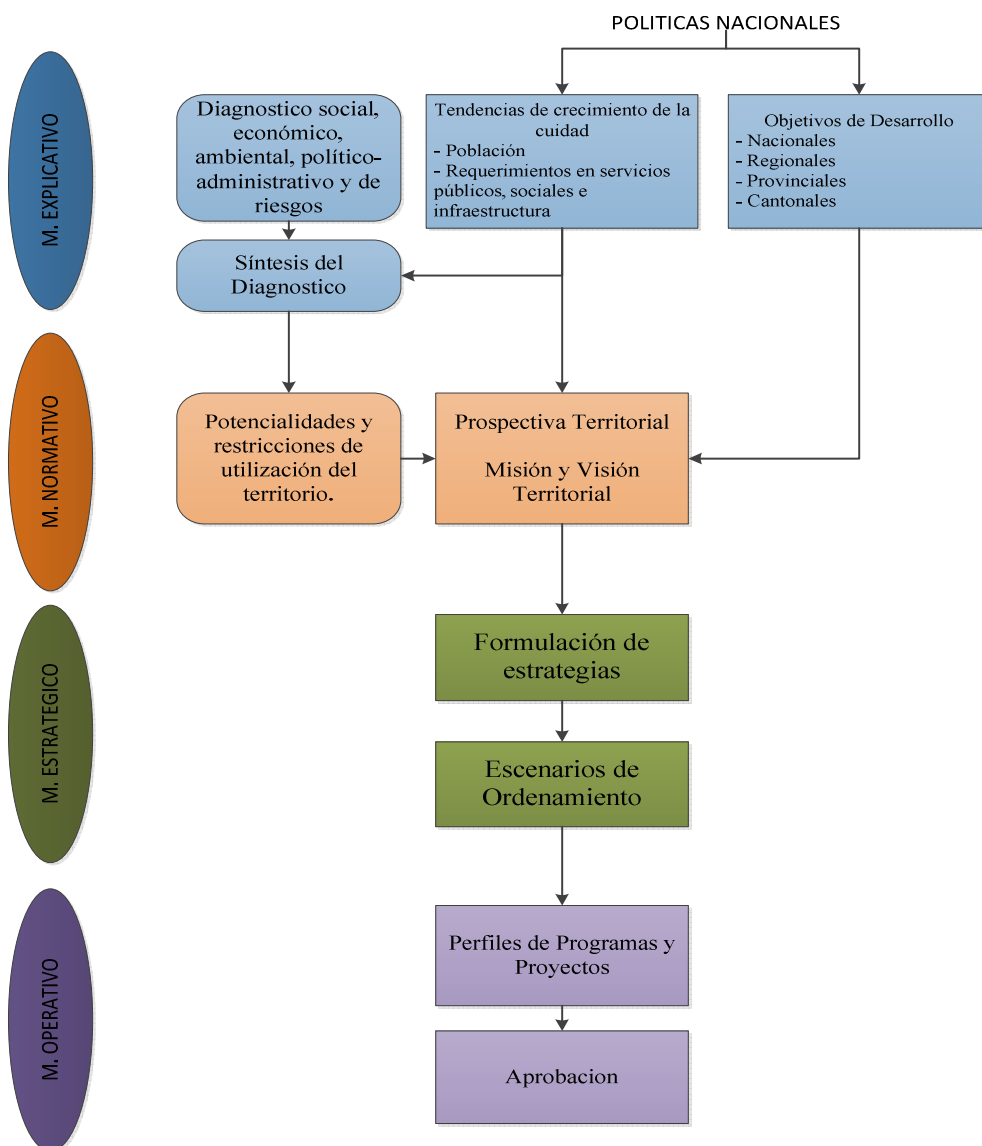 POLITICAS NACIONALES
M. EXPLICATIVO
Diagnostico social,
económico,
ambiental, político-
administrativo y de
riesgos
Tendencias de crecimiento de la
cuidad
- Población
- Requerimientos en servicios
públicos, sociales e
infraestructura
Objetivos de Desarrollo
- Nacionales
- Regionales
- Provinciales
- Cantonales
Síntesis del
Diagnostico
M. NORMATIVO
Potencialidades y
restricciones de
utilización del
territorio.
Prospectiva Territorial
Misión y Visión
Territorial
M. ESTRATEGICO
Formulación de
estrategias
Escenarios de
Ordenamiento
M. OPERATIVO
Perfiles de Programas y
Proyectos
Aprobacion